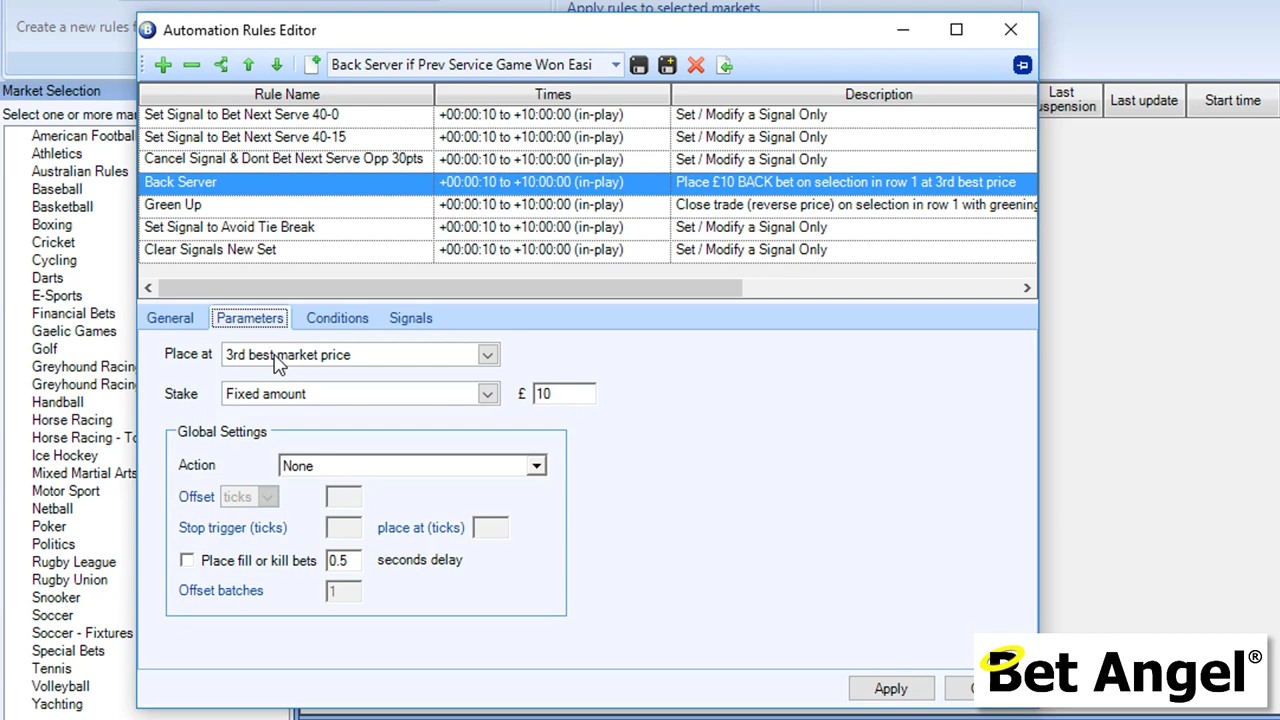 Create a new rules f
Apply rules to selected markets
Automation Rules Editor
Back Server if Prev Service Game Won Easi
Market Selection
Select one or more mar
American Footbal
Athletics
Australian Rules
Baseball
Basketball
Boxing
Cricket
Cycling
Darts
E-Sports
Financial Bets
Gaelic Games
Golf
Greyhound Racin
Greyhound Racin
Handball
Horse Racing
Horse Racing - To
Ice Hockey
Mixed Martial Arts
Motor Sport
Netball
Poker
Politics
Rugby League
Rugby Union
Snooker
Soccer
Soccer - Fixtures
Special Bets
Tennis
Volleyball
Yachting
Rule Name Times Description
Set Signal to Bet Next Serve 40-0 +00:00:10 to +10:00:00 (in-play) Set / Modify a Signal Only
Set Signal to Bet Next Serve 40-15 +00:00:10 to +10:00:00 (in-play) Set / Modify a Signal Only
Cancel Signal & Dont Bet Next Serve Opp 30pts +00:00:10 to +10:00:00 (in-play) Set / Modify a Signal Only
Back Server +00:00:10 to +10:00:00 (in-play) Place £10 BACK bet on selection in row 1 at 3rd best price
Green Up +00:00:10 to +10:00:00 (in-play) Close trade (reverse price) on selection in row 1 with greening
Set Signal to Avoid Tie Break +00:00:10 to +10:00:00 (in-play) Set / Modify a Signal Only
Clear Signals New Set +00:00:10 to +10:00:00 (in-play) Set / Modify a Signal Only
General Parameters Conditions Signals
Place at 3rd best market price
Stake Fixed amount £ 10
Global Settings
Action None
Offset ticks
Stop trigger (ticks) place at (ticks)
Place fill or kill bets 0.5 seconds delay
Offset batches 1
Apply
Last
uspension
Last update
Start time
Bet Angel®